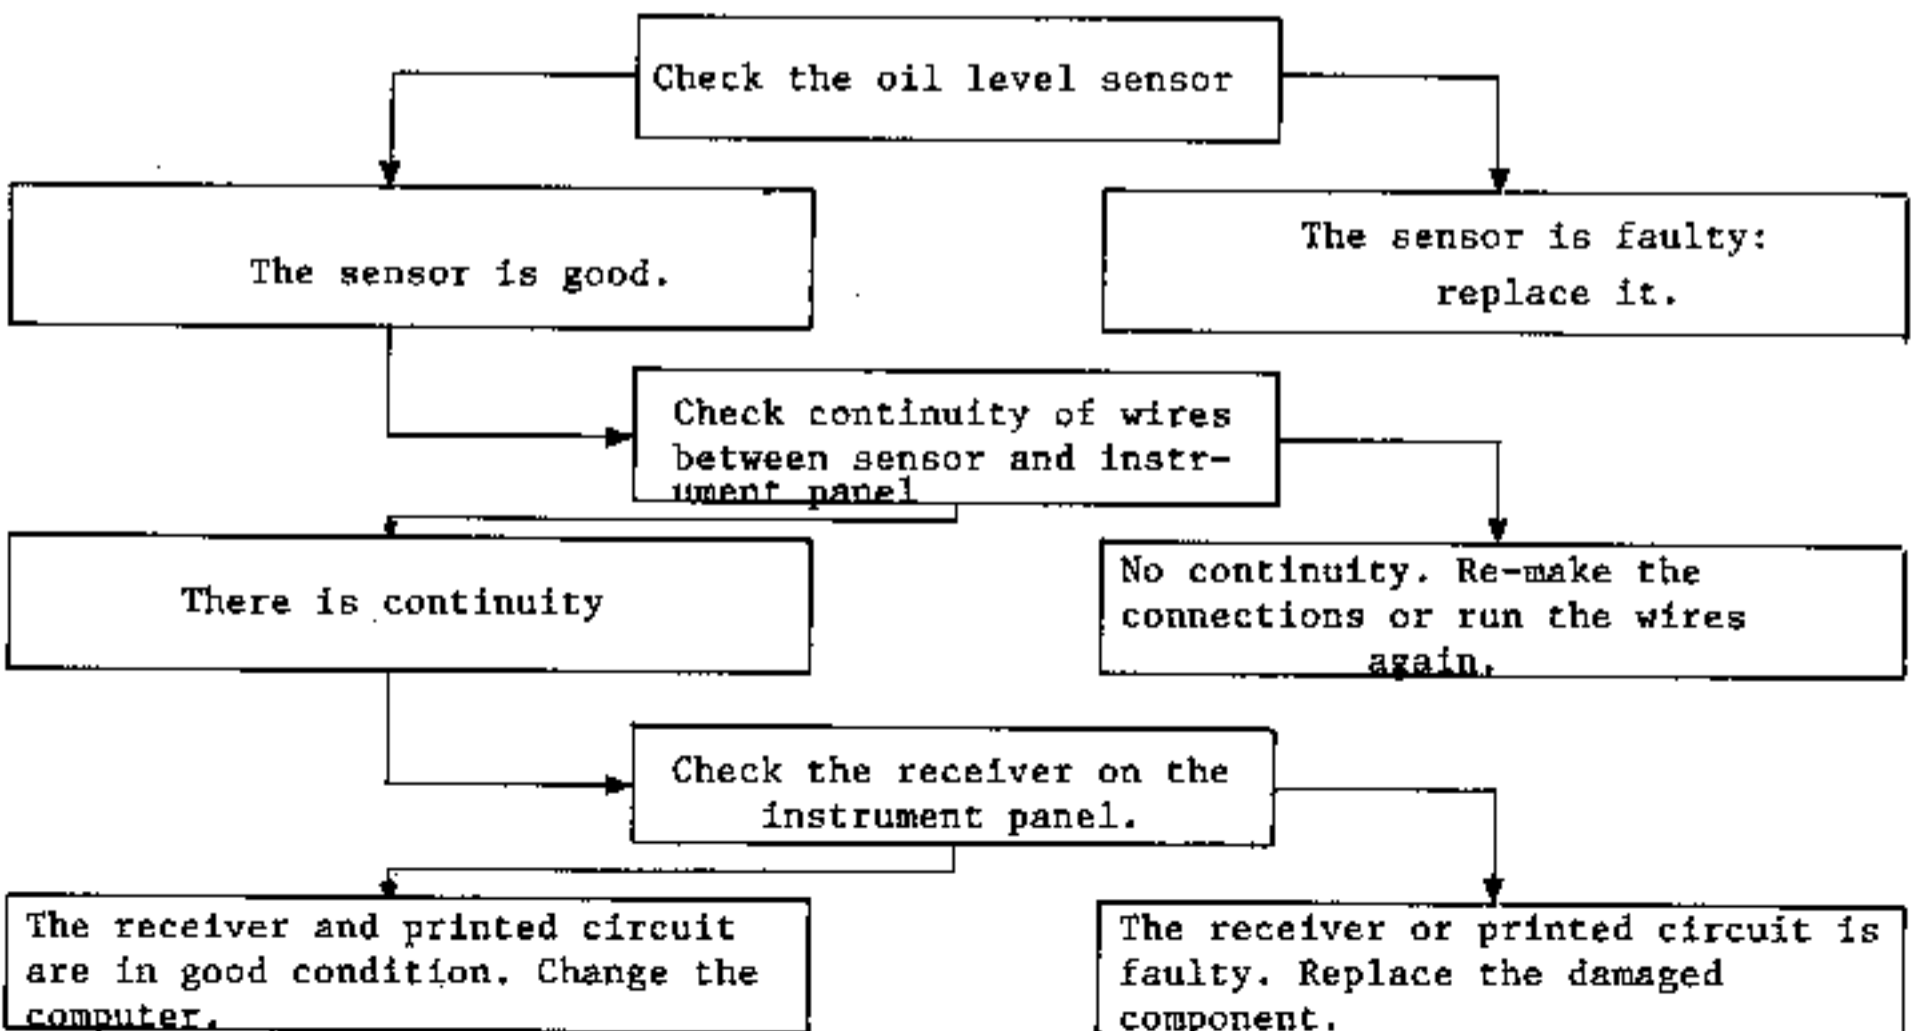 Check the oil level sensor
The sensor is good.
The sensor is faulty:
replace it.
Check continuity of wires
between sensor and instr-
ument panel
There is continuity
No continuity. Re-make the
connections or run the wires
again.
Check the receiver on the
instrument panel.
The receiver and printed circuit
are in good condition. Change the
computer.
The receiver or printed circuit is
faulty. Replace the damaged
component.